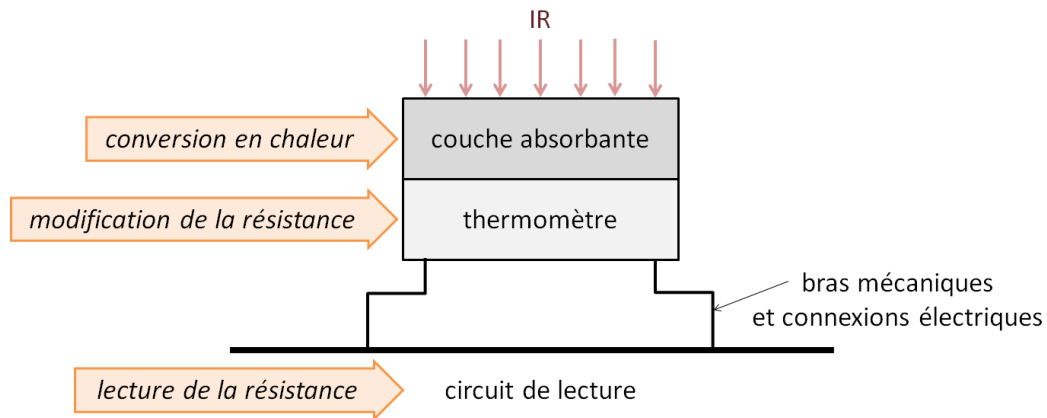 IR
conversion en chaleur
couche absorbante
modification de la résistance
thermomètre
bras mécaniques
et connexions électriques
lecture de la résistance
circuit de lecture